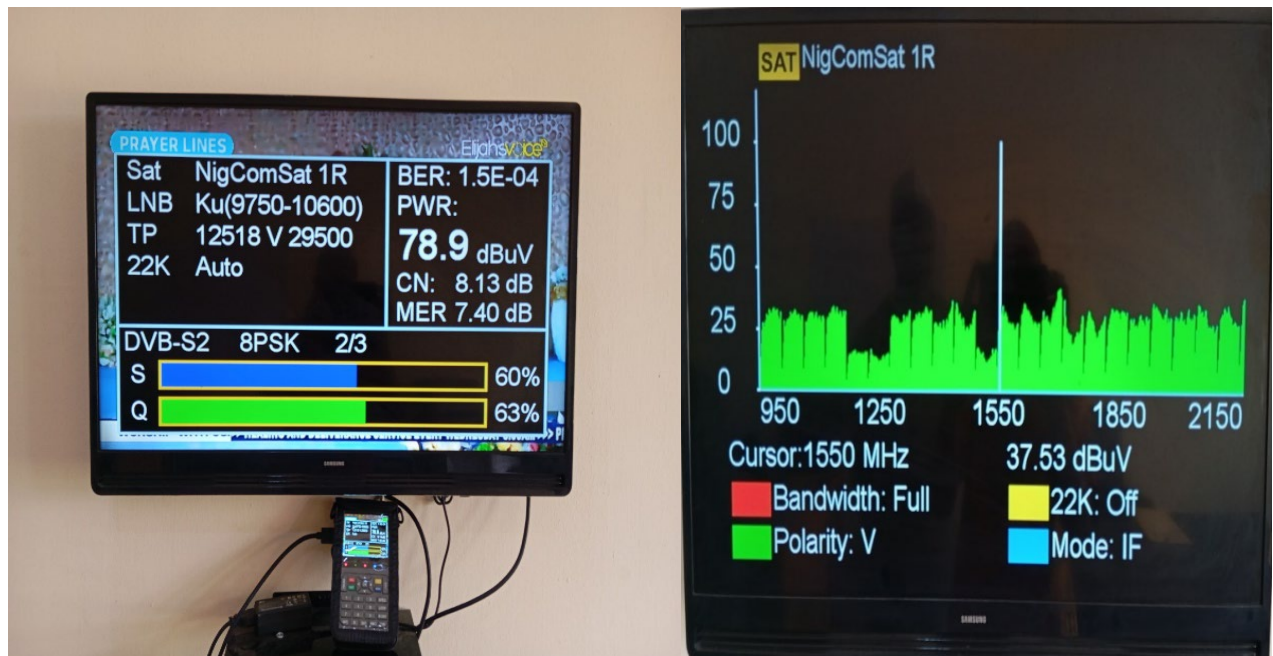 PRAYER LINES
Elijahs
Sat NigComSat 1R
LNB Ku(9750-10600)
TP 12518 V 29500
22K Auto
BER: 1.5E-04
PWR:
78.9 dBuV
CN: 8.13 dB
MER 7.40 dB
DVB-S2 8PSK 2/3
S 60%
Q 63%
SAMSUNG
SAT NigComSat 1R
100
75
50
25
0
950 1250 1550 1850 2150
Cursor:1550 MHz 37.53 dBuV
Bandwidth: Full 22K: Off
Polarity: V Mode: IF
SAMSUNG